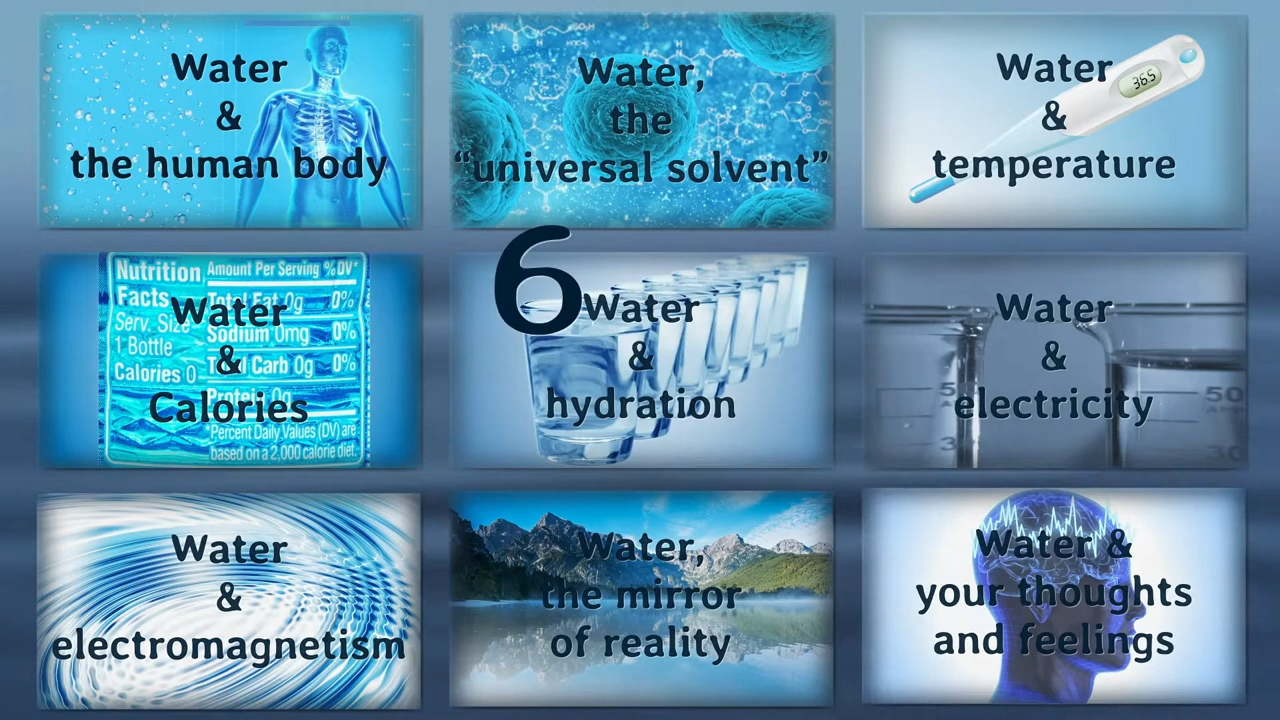 Water
&
the human body
Water,
the
“universal solvent”
Water
&
temperature
36.5
Water
&
Calories
Nutrition
Facts
Serv. Size
1 Bottle
Calories 0
Amount Per Serving %DV*
Total Fat 0g 0%
Sodium 0mg 0%
Total Carb 0g 0%
Protein 0g
*Percent Daily Values (DV) are
based on a 2,000 calorie diet.
6
Water
&
hydration
Water
&
electricity
50
Water
&
electromagnetism
Water,
the mirror
of reality
Water &
your thoughts
and feelings